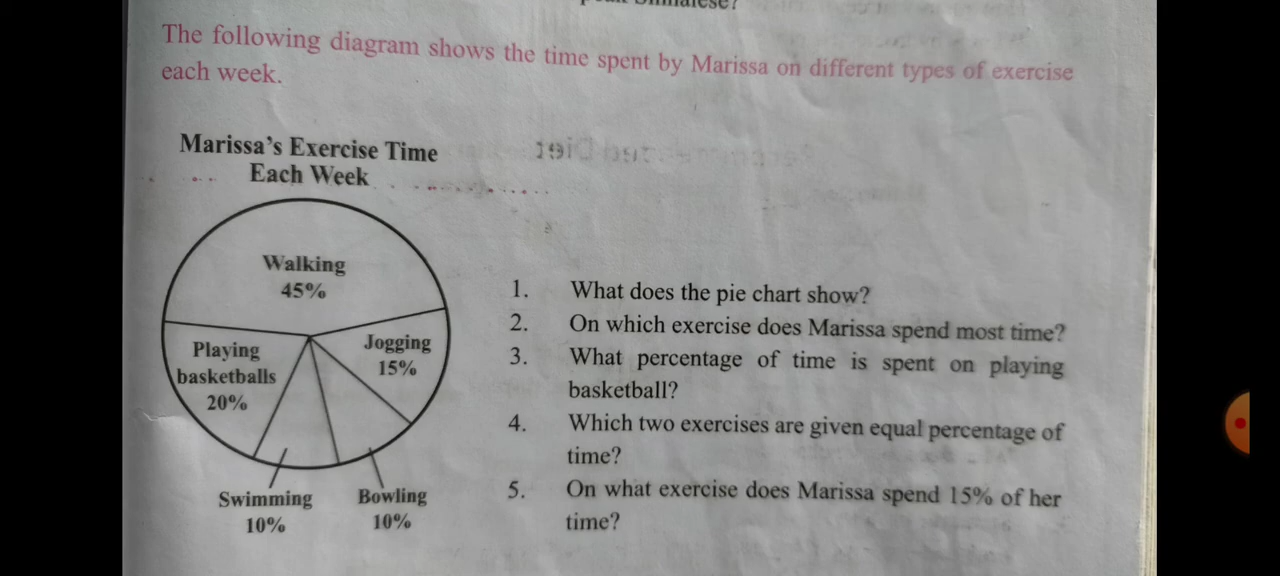 The following diagram shows the time spent by Marissa on different types of exercise
each week.
Marissa's Exercise Time
Each Week
Walking
45%
Jogging
15%
Playing
basketballs
20%
Swimming
10%
Bowling
10%
1. What does the pie chart show?
2. On which exercise does Marissa spend most time?
3. What percentage of time is spent on playing
basketball?
4. Which two exercises are given equal percentage of
time?
5. On what exercise does Marissa spend 15% of her
time?